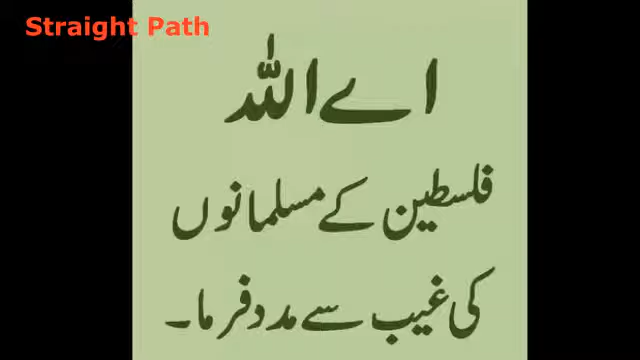 Straight Path
اے اللہ
فلسطین کے مسلمانوں
کی غیب سے مدد فرما۔